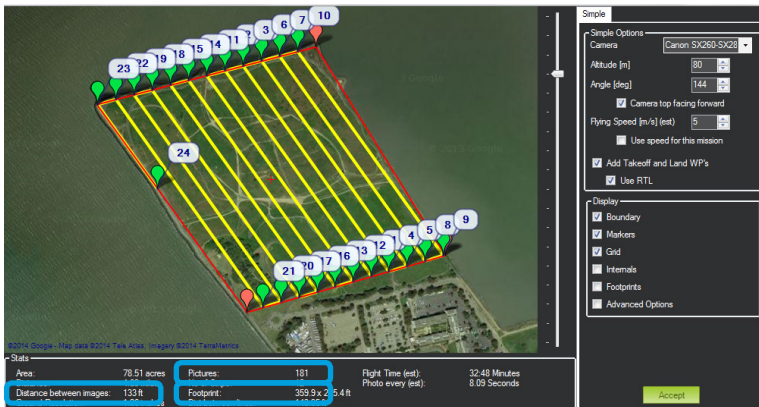 Simple
Simple Options
Camera Canon SX260-SX28
Altitude [m] 80
Angle [deg] 144
Camera top facing forward
Flying Speed [m/s] (est) 5
Use speed for this mission
Add Takeoff and Land WP's
Use RTL
Display
Boundary
Markers
Grid
Internals
Footprints
Advanced Options
Accept
23 22 19 18 15 14 11 2 3 6 7 10
24
21 20 17 16 13 12 4 5 8 9
©2014 Google - Map data ©2014 Tele Atlas, Imagery ©2014 TerraMetrics
Stats
Area: 78.51 acres Pictures: 181 Flight Time (est): 32:48 Minutes
Photo every (est): 8.09 Seconds
Distance between images: 133 ft Footprint: 359.9 x